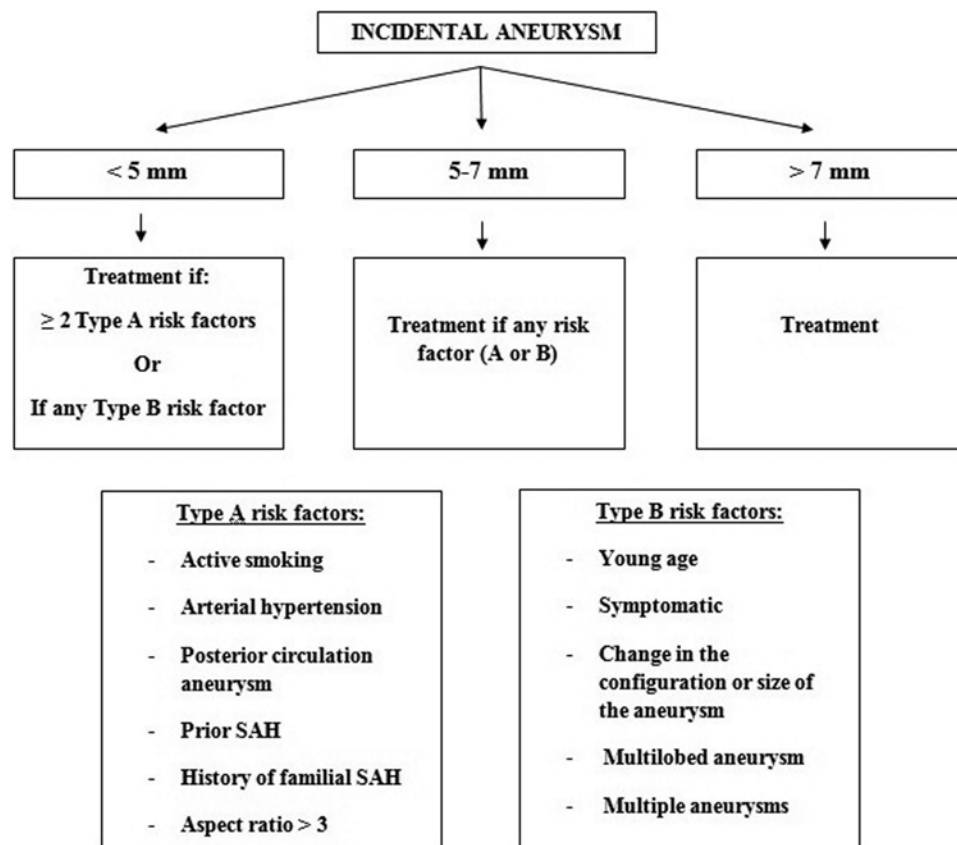 INCIDENTAL ANEURYSM
< 5 mm
5-7 mm
> 7 mm
Treatment if:
≥ 2 Type A risk factors
Or
If any Type B risk factor
Treatment if any risk
factor (A or B)
Treatment
Type A risk factors:
- Active smoking
- Arterial hypertension
- Posterior circulation
aneurysm
- Prior SAH
- History of familial SAH
- Aspect ratio > 3
Type B risk factors:
- Young age
- Symptomatic
- Change in the
configuration or size of
the aneurysm
- Multilobed aneurysm
- Multiple aneurysms